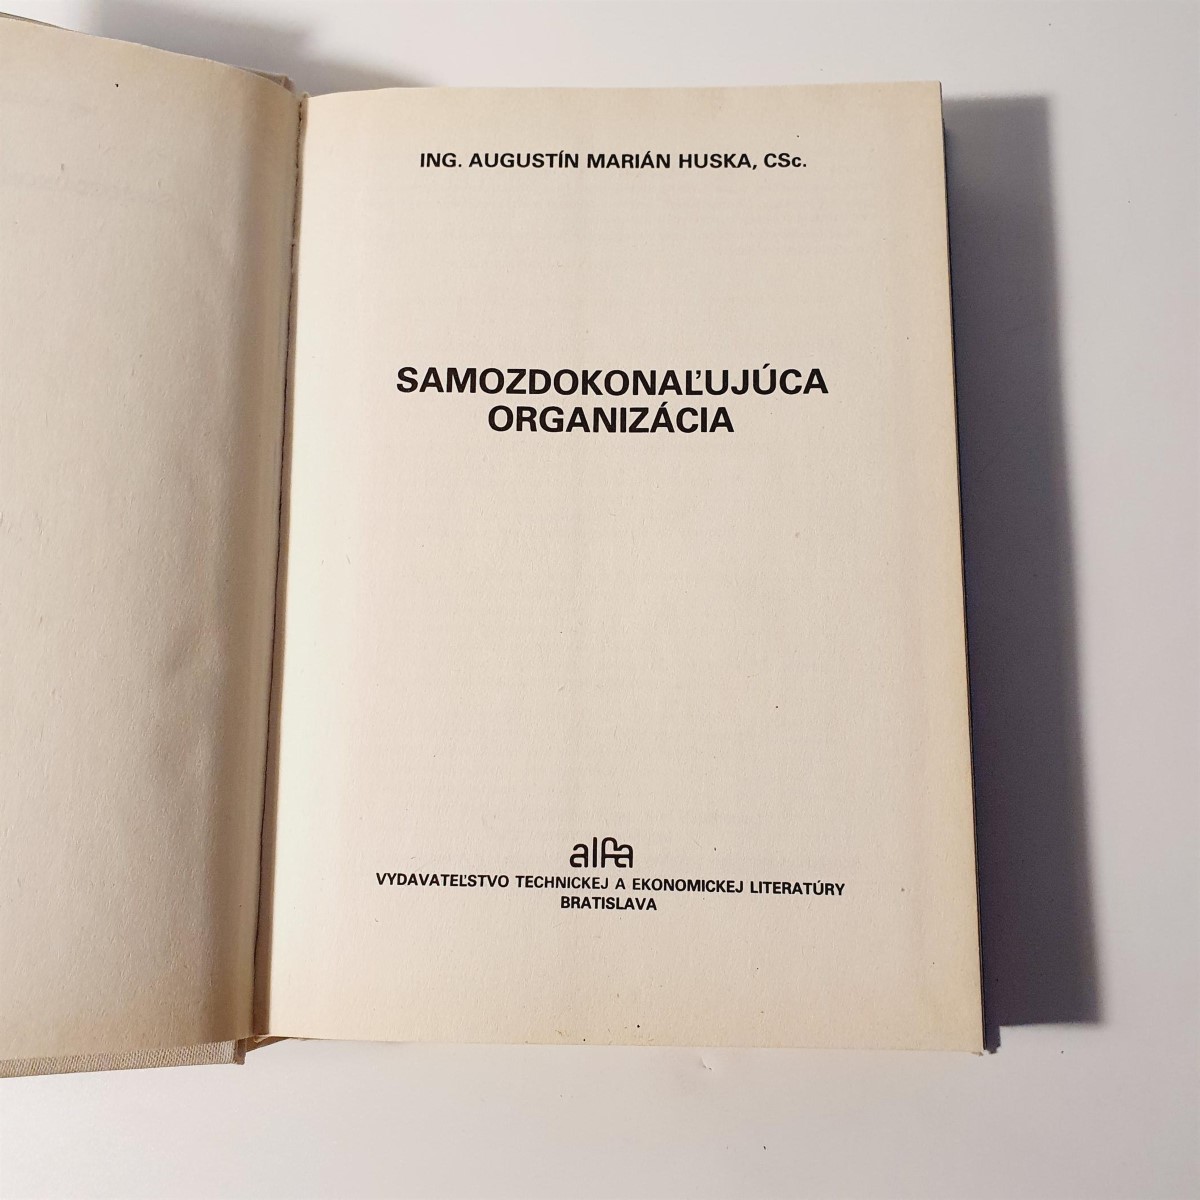 ING. AUGUSTÍN MARIÁN HUSKA, CSc.
SAMOZDOKONAĽUJÚCA
ORGANIZÁCIA
alfa
VYDAVATEĽSTVO TECHNICKEJ A EKONOMICKEJ LITERATÚRY
BRATISLAVA